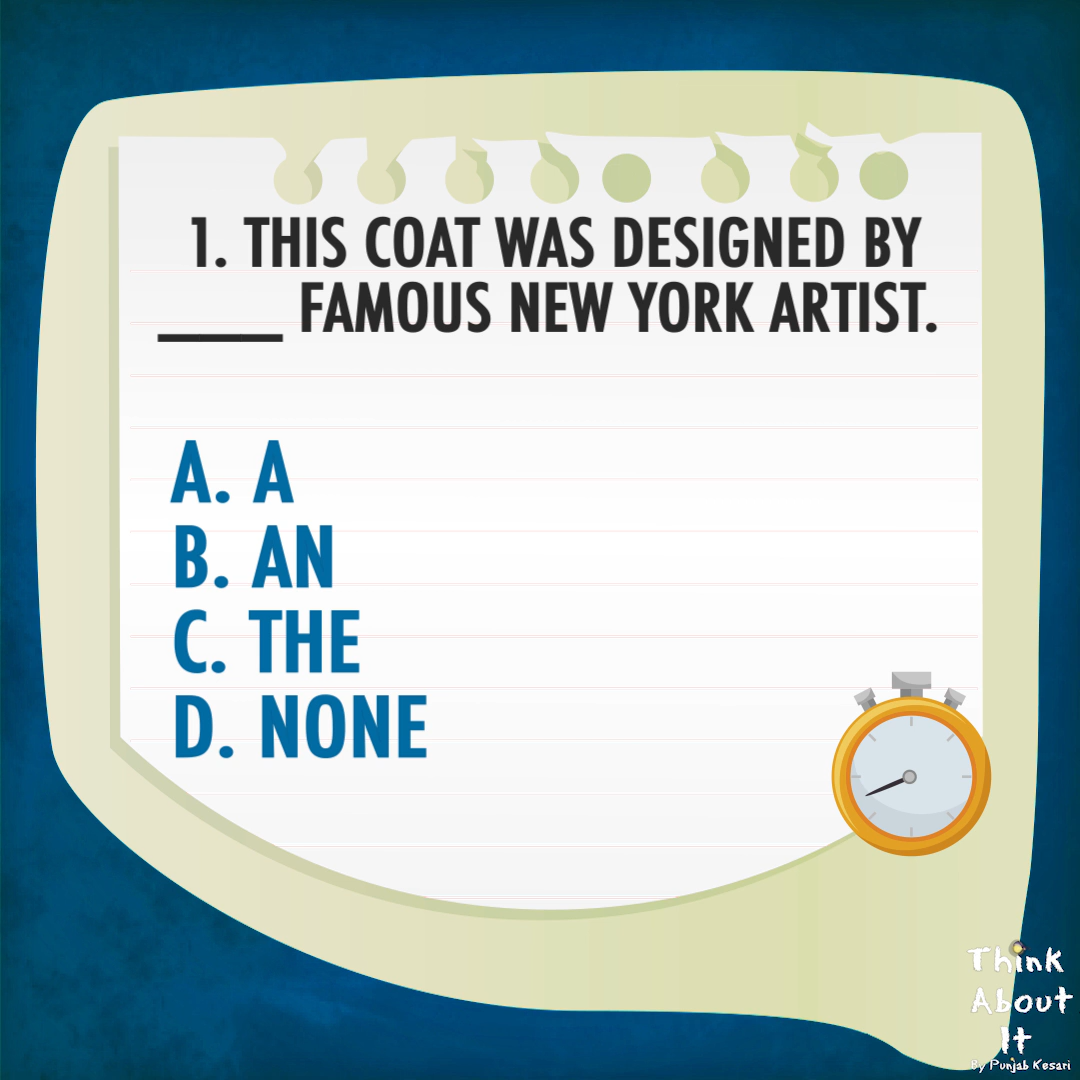 1. THIS COAT WAS DESIGNED BY
____ FAMOUS NEW YORK ARTIST.
A. A
B. AN
C. THE
D. NONE
Think
About
It
By Punjab Kesari